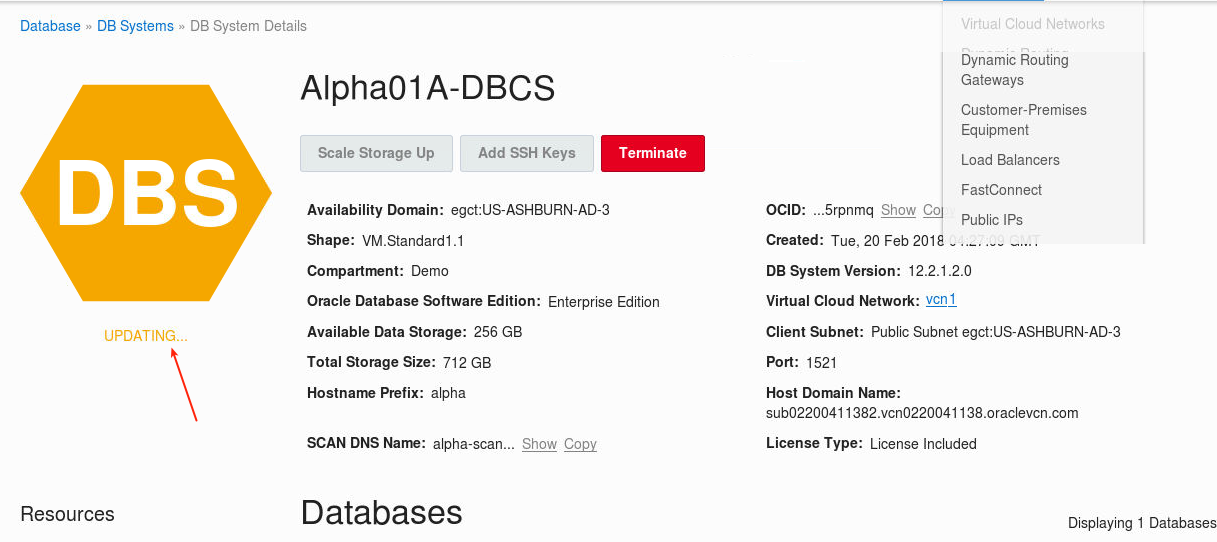 Database » DB Systems » DB System Details
Virtual Cloud Networks
Dynamic Routing
Dynamic Routing
Gateways
Customer-Premises
Equipment
Load Balancers
FastConnect
Public IPs
DBS
UPDATING...
Alpha01A-DBCS
Scale Storage Up Add SSH Keys Terminate
Availability Domain: egct:US-ASHBURN-AD-3
Shape: VM.Standard1.1
Compartment: Demo
Oracle Database Software Edition: Enterprise Edition
Available Data Storage: 256 GB
Total Storage Size: 712 GB
Hostname Prefix: alpha
SCAN DNS Name: alpha-scan... Show Copy
OCID: ...5rpnmq Show Copy
Created: Tue, 20 Feb 2018 04:27:09 GMT
DB System Version: 12.2.1.2.0
Virtual Cloud Network: vcn1
Client Subnet: Public Subnet egct:US-ASHBURN-AD-3
Port: 1521
Host Domain Name:
sub02200411382.vcn0220041138.oraclevcn.com
License Type: License Included
Resources
Databases
Displaying 1 Databases